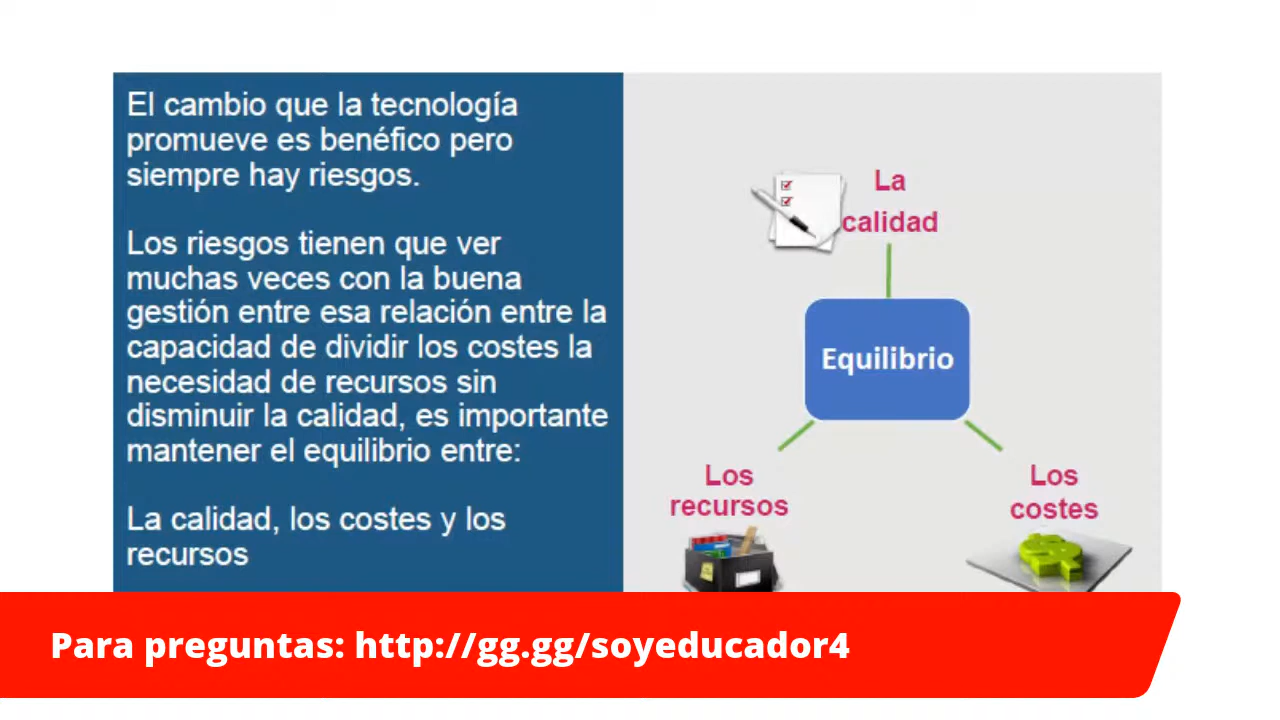 El cambio que la tecnología
promueve es benéfico pero
siempre hay riesgos.
Los riesgos tienen que ver
muchas veces con la buena
gestión entre esa relación entre la
capacidad de dividir los costes la
necesidad de recursos sin
disminuir la calidad, es importante
mantener el equilibrio entre:
La calidad, los costes y los
recursos
La
calidad
Equilibrio
Los
recursos
Los
costes
Para preguntas: http://gg.gg/soyeducador4